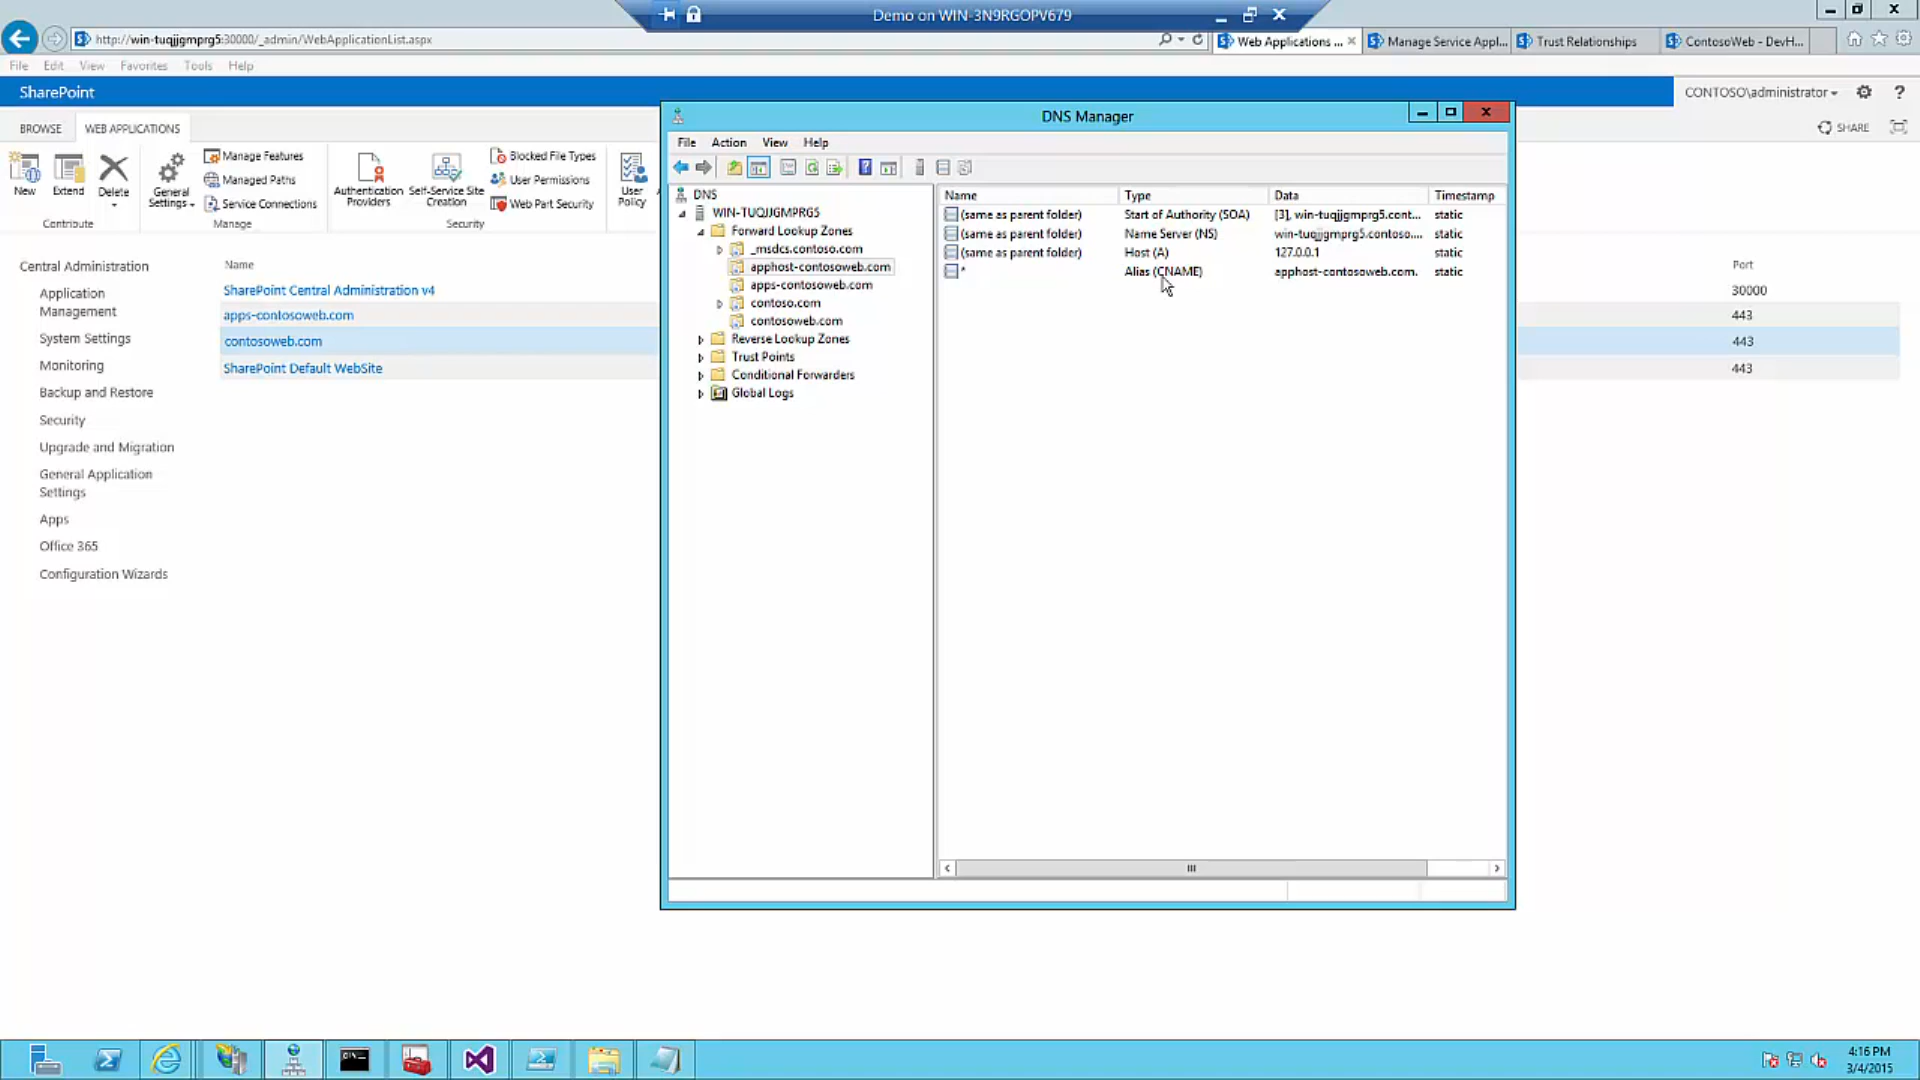 Demo on WIN-3N9RGOPV679
http://win-tuqjjgmprg5:30000/_admin/WebApplicationList.aspx
Web Applications ...
Manage Service Appl...
Trust Relationships
ContosoWeb - DevH...
File Edit View Favorites Tools Help
SharePoint
CONTOSO\administrator
?
BROWSE
WEB APPLICATIONS
SHARE
New
Extend
Delete
General Settings
Manage Features
Managed Paths
Service Connections
Authentication Providers
Self-Service Site Creation
Blocked File Types
User Permissions
Web Part Security
User Policy
Contribute
Manage
Security
Central Administration
Application Management
System Settings
Monitoring
Backup and Restore
Security
Upgrade and Migration
General Application Settings
Apps
Office 365
Configuration Wizards
Name
SharePoint Central Administration v4
apps-contosoweb.com
contosoweb.com
SharePoint Default WebSite
Port
30000
443
443
443
DNS Manager
File Action View Help
DNS
WIN-TUQJJGMPRG5
Forward Lookup Zones
_msdcs.contoso.com
apphost-contosoweb.com
apps-contosoweb.com
contoso.com
contosoweb.com
Reverse Lookup Zones
Trust Points
Conditional Forwarders
Global Logs
Name Type Data Timestamp
(same as parent folder) Start of Authority (SOA) [3], win-tuqjjgmprg5.cont... static
(same as parent folder) Name Server (NS) win-tuqjjgmprg5.contoso.... static
(same as parent folder) Host (A) 127.0.0.1 static
* Alias (CNAME) apphost-contosoweb.com. static
4:16 PM
3/4/2015